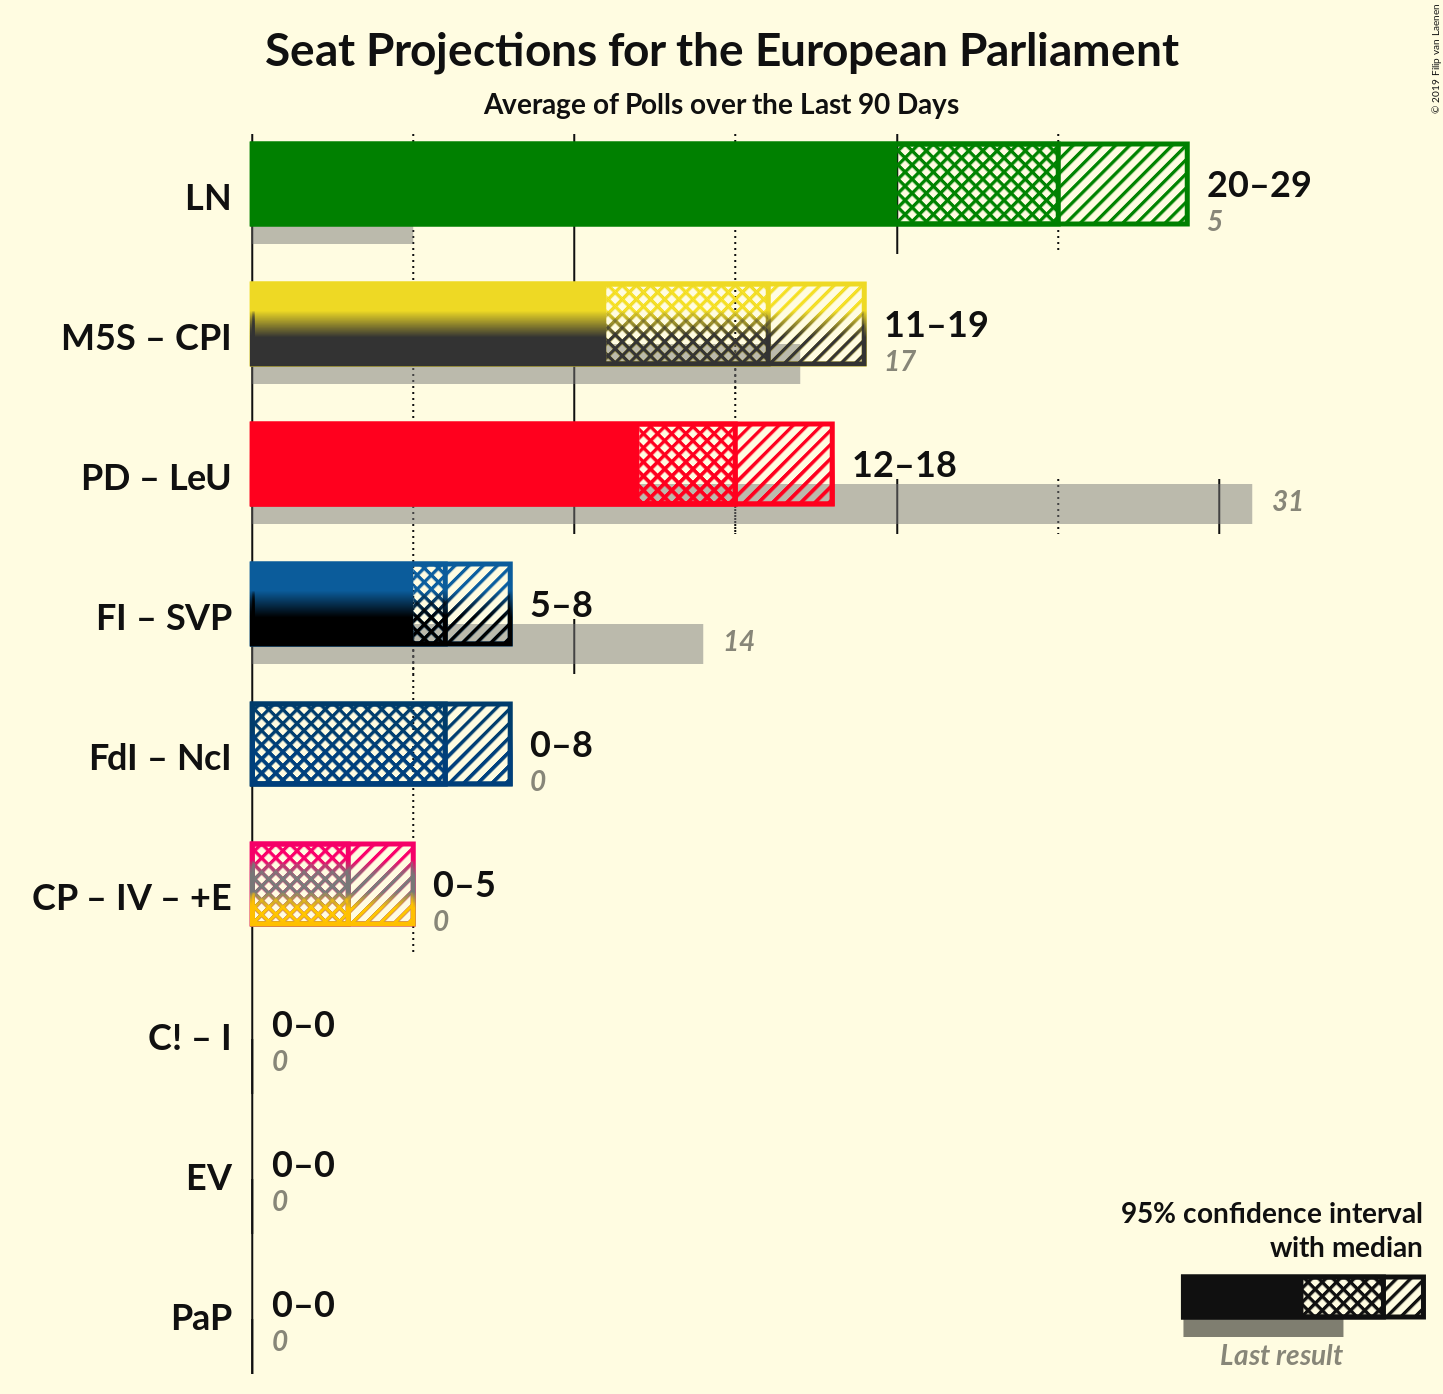 Seat Projections for the European Parliament
Average of Polls over the Last 90 Days
© 2019 Filip van Laenen
LN
20–29
5
M5S – CPI
11–19
17
PD – LeU
12–18
31
FI – SVP
5–8
14
FdI – NcI
0–8
0
CP – IV – +E
0–5
0
C! – I
0–0
0
EV
0–0
0
PaP
0–0
0
95% confidence interval
with median
Last result